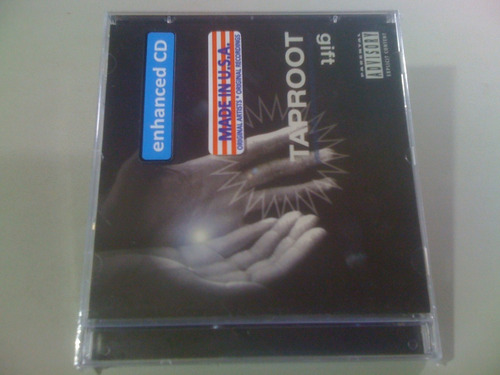 gift
TAPROOT
PARENTAL
ADVISORY
EXPLICIT CONTENT
MADE IN U.S.A.
ORIGINAL ARTISTS * ORIGINAL RECORDINGS
enhanced CD